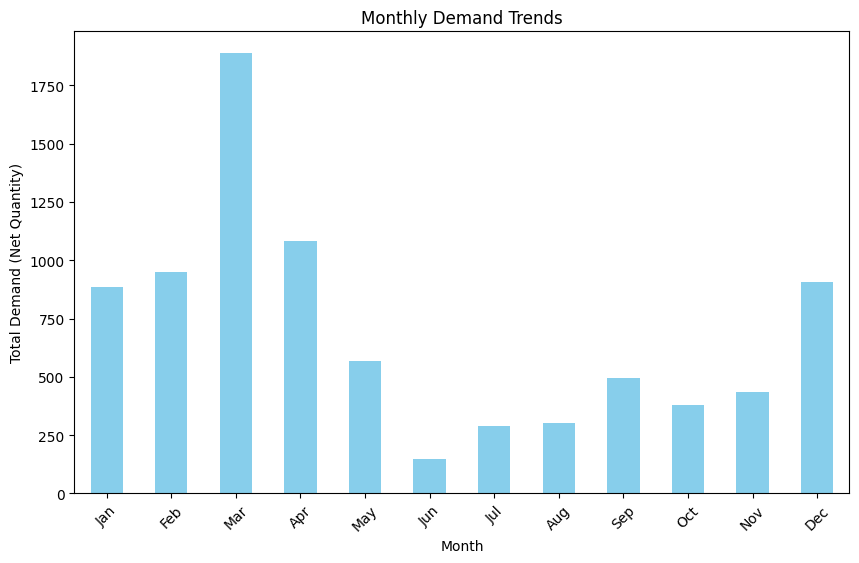 Monthly Demand Trends
Total Demand (Net Quantity)
1750
1500
1250
1000
750
500
250
0
Jan
Feb
Mar
Apr
May
Jun
Jul
Aug
Sep
Oct
Nov
Dec
Month